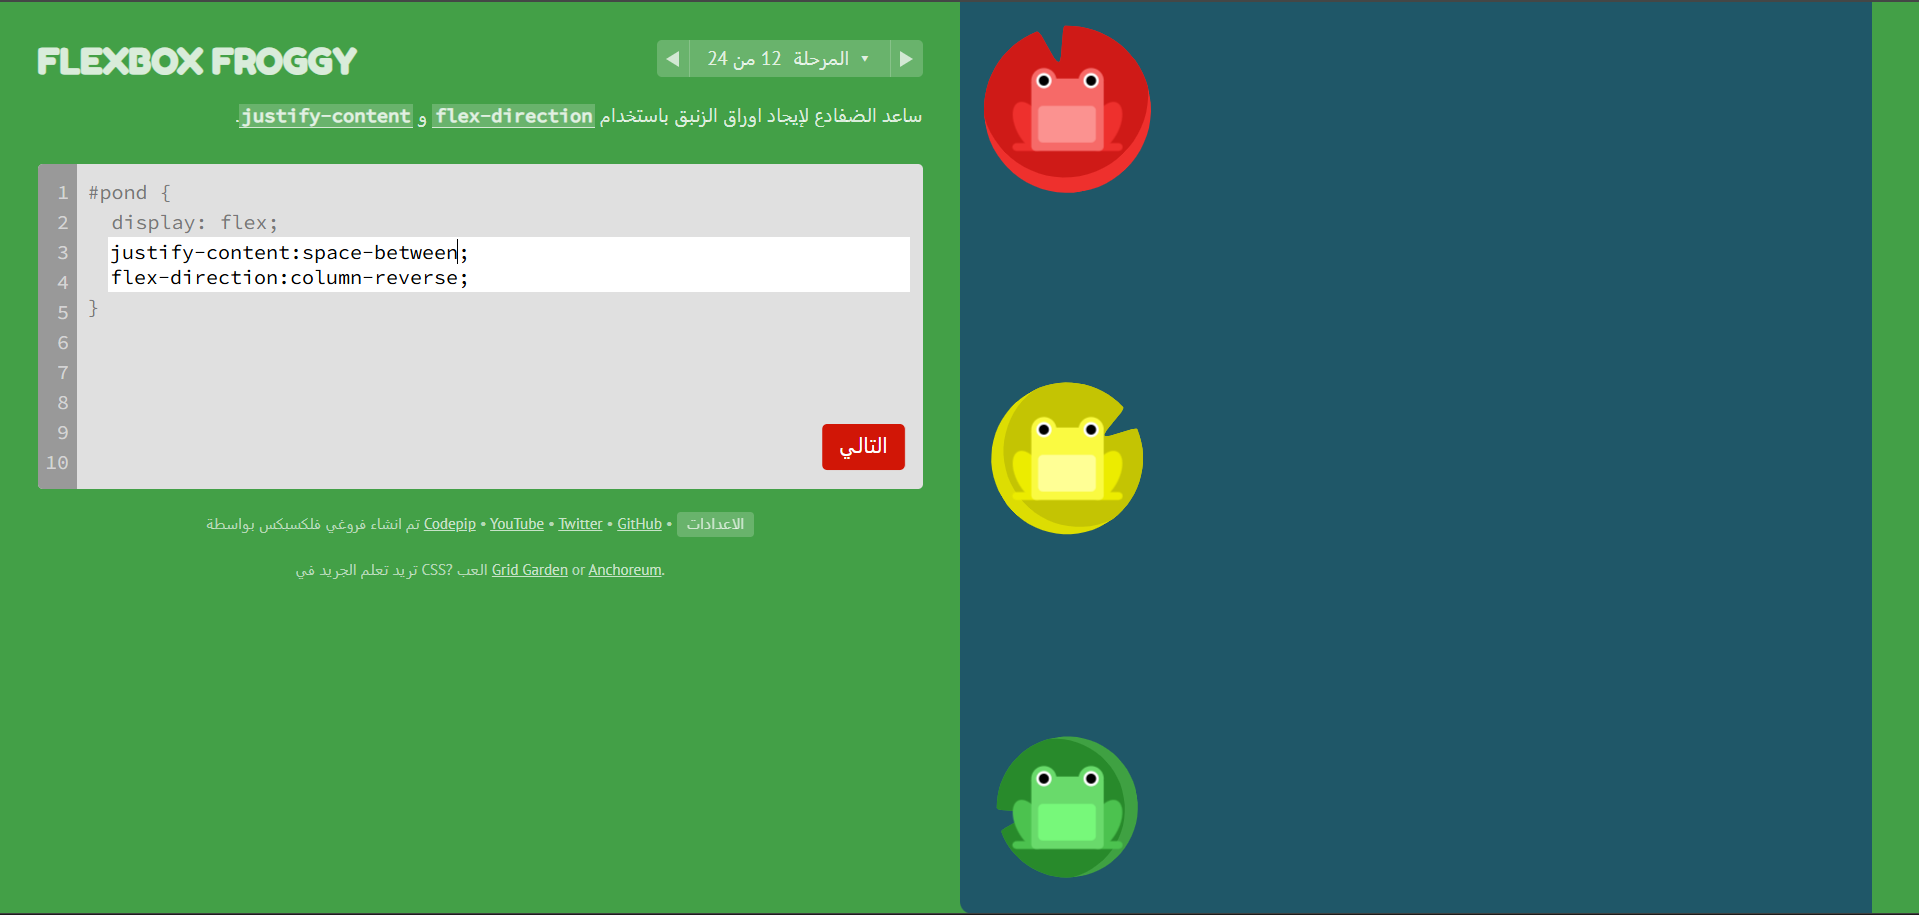 FLEXBOX FROGGY
◀ المرحلة 12 من 24 ▼ ▶
ساعد الضفادع لإيجاد اوراق الزنبق باستخدام flex-direction و justify-content.
1 #pond {
2 display: flex;
3 justify-content:space-between;
4 flex-direction:column-reverse;
5 }
6
7
8
9
10
التالي
تم انشاء فروغي فلكسبكس بواسطة Codepip • YouTube • Twitter • GitHub • الاعدادات
تريد تعلم الجريد في CSS? العب Grid Garden or Anchoreum.